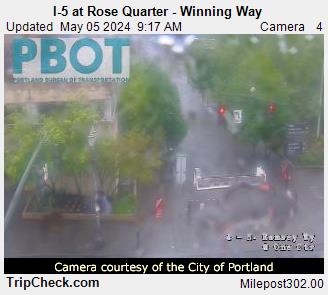 I-5 at Rose Quarter - Winning Way
Updated May 05 2024 9:17 AM Camera 4
PBOT
PORTLAND BUREAU OF TRANSPORTATION
Camera courtesy of the City of Portland
TripCheck.com Milepost302.00